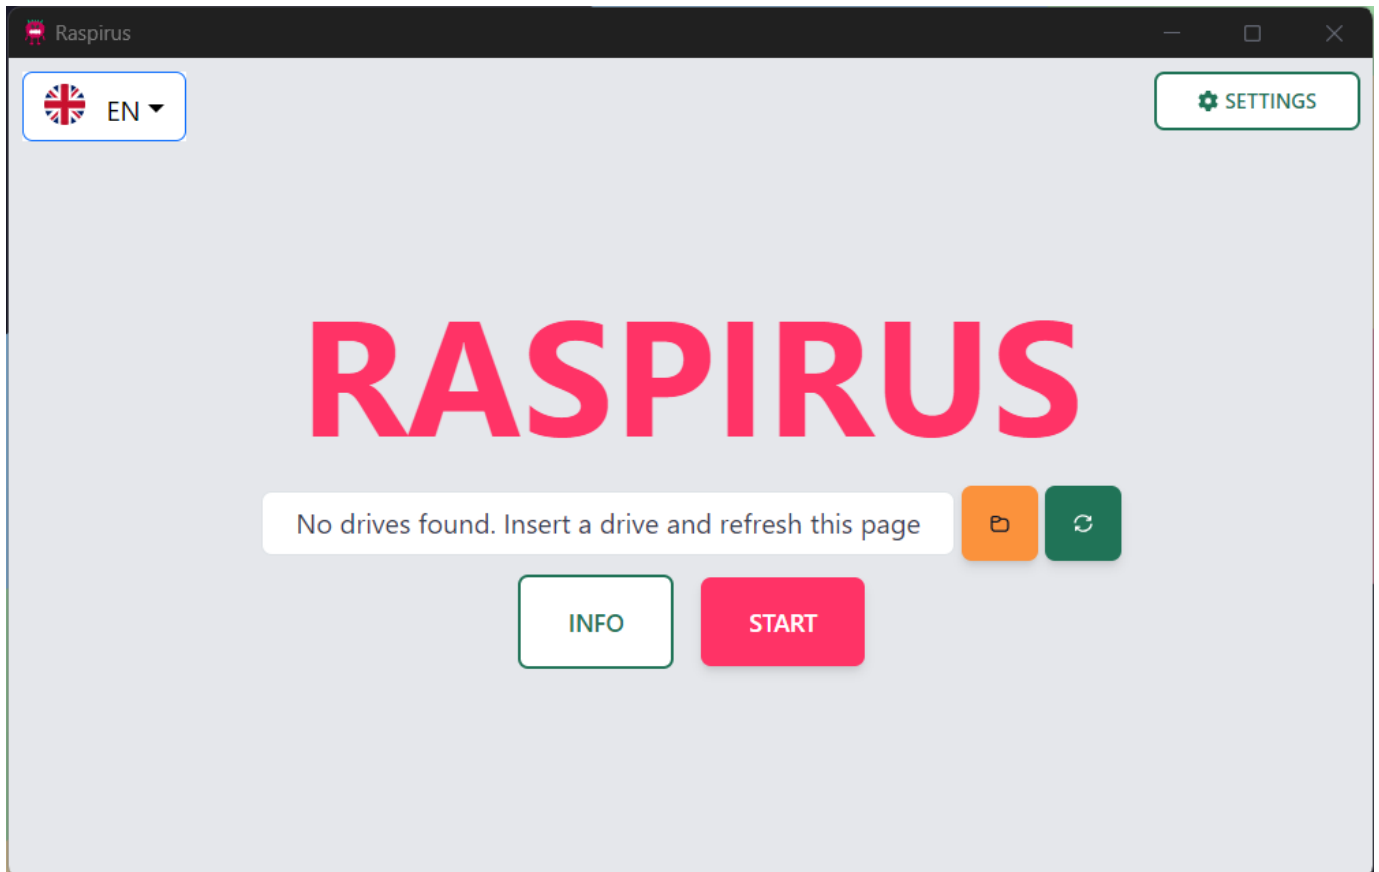 Raspirus
EN
SETTINGS
RASPIRUS
No drives found. Insert a drive and refresh this page
INFO
START